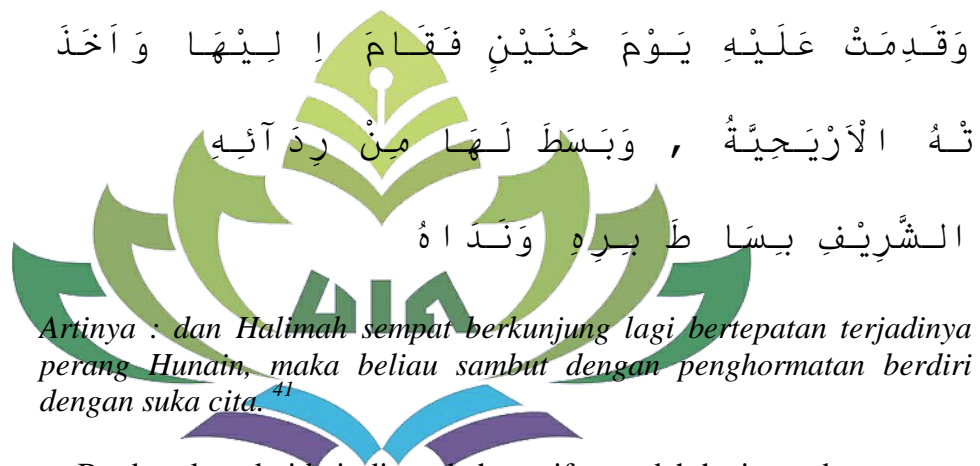 وَقَدِمَتْ عَلَيْهِ يَوْمَ حُنَيْنٍ فَقَامَ اِ لَيْهَا وَ اَخَذَ
تْهُ الْاَرْيَحِيَّةُ , وَبَسَطَ لَهَا مِنْ رِدَ آئِهِ
الشَّرِيْفِ بِسَا طَ بِرِهِ وَنَدَ اهُ
UIN
Artinya : dan Halimah sempat berkunjung lagi bertepatan terjadinya
perang Hunain, maka beliau sambut dengan penghormatan berdiri
dengan suka cita. 41